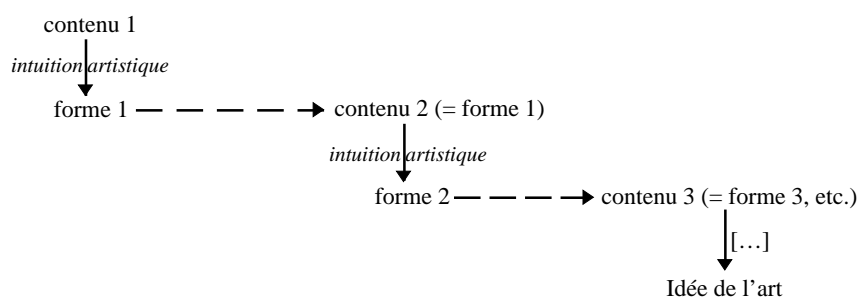 contenu 1
intuition artistique
forme 1 contenu 2 (= forme 1)
intuition artistique
forme 2 contenu 3 (= forme 3, etc.)
[…]
Idée de l’art